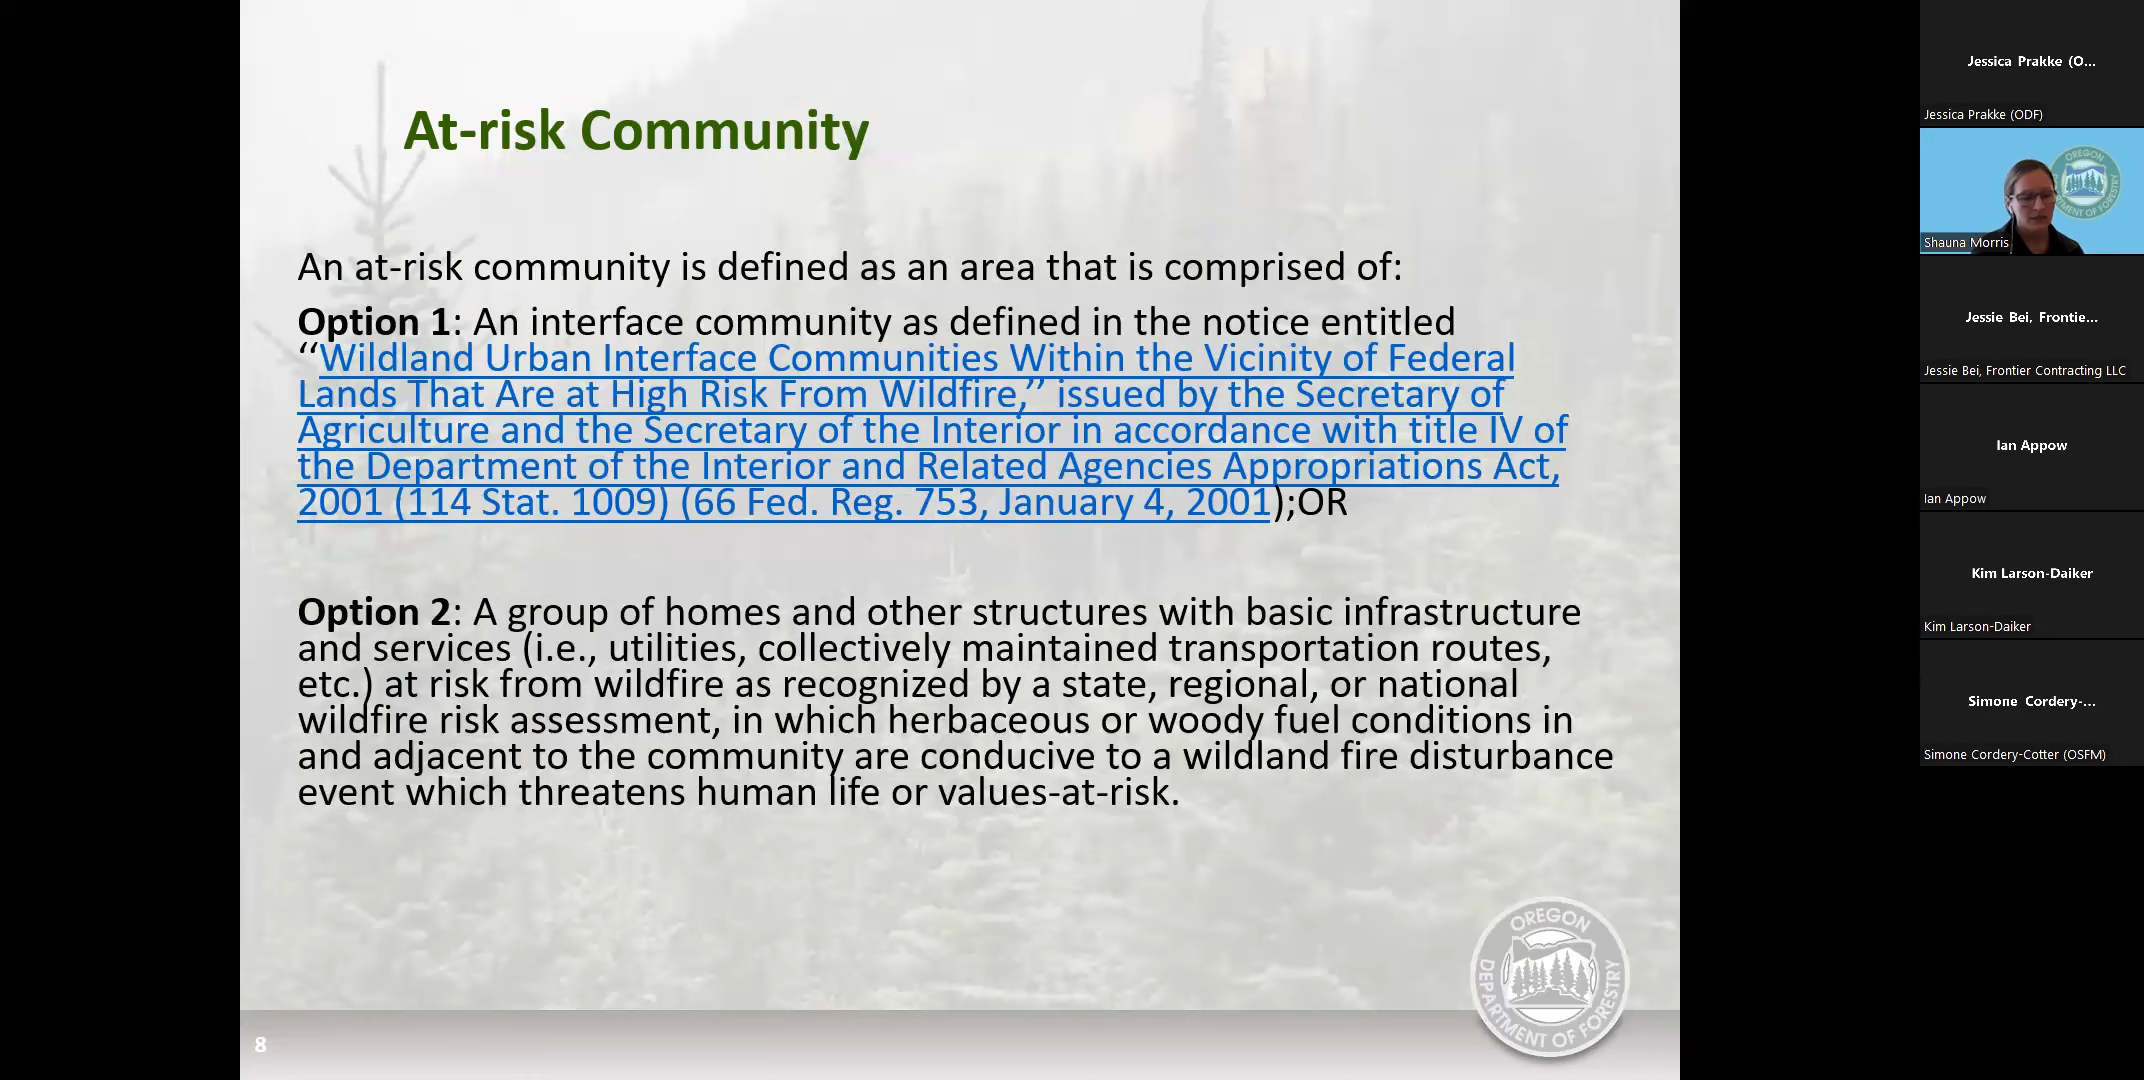 At-risk Community
An at-risk community is defined as an area that is comprised of:
Option 1: An interface community as defined in the notice entitled
‘‘Wildland Urban Interface Communities Within the Vicinity of Federal
Lands That Are at High Risk From Wildfire,’’ issued by the Secretary of
Agriculture and the Secretary of the Interior in accordance with title IV of
the Department of the Interior and Related Agencies Appropriations Act,
2001 (114 Stat. 1009) (66 Fed. Reg. 753, January 4, 2001);OR
Option 2: A group of homes and other structures with basic infrastructure
and services (i.e., utilities, collectively maintained transportation routes,
etc.) at risk from wildfire as recognized by a state, regional, or national
wildfire risk assessment, in which herbaceous or woody fuel conditions in
and adjacent to the community are conducive to a wildland fire disturbance
event which threatens human life or values-at-risk.
OREGON
DEPARTMENT OF FORESTRY
8
Jessica Prakke (O...
Jessica Prakke (ODF)
OREGON
DEPARTMENT OF FORESTRY
Shauna Morris
Jessie Bei, Frontie...
Jessie Bei, Frontier Contracting LLC
Ian Appow
Ian Appow
Kim Larson-Daiker
Kim Larson-Daiker
Simone Cordery-...
Simone Cordery-Cotter (OSFM)